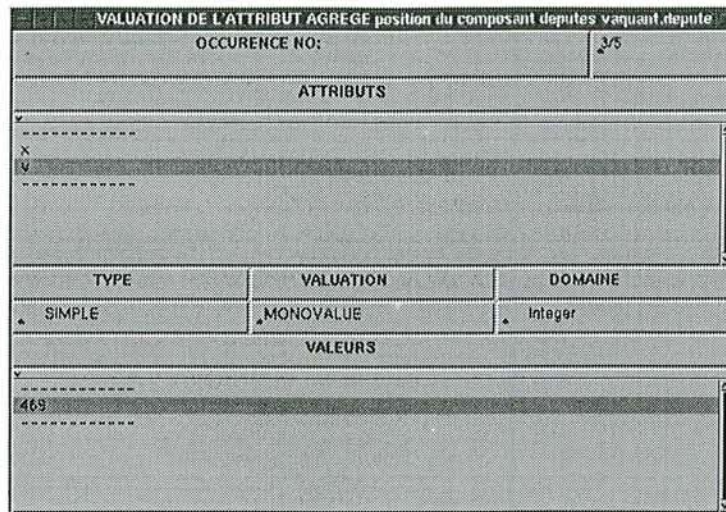 VALUATION DE L'ATTRIBUT AGREGE position du composant deputes vaquant.depute
OCCURENCE NO: 3/5
ATTRIBUTS
-----------
x
y
-----------
TYPE VALUATION DOMAINE
SIMPLE MONOVALUE Integer
VALEURS
-----------
469
-----------